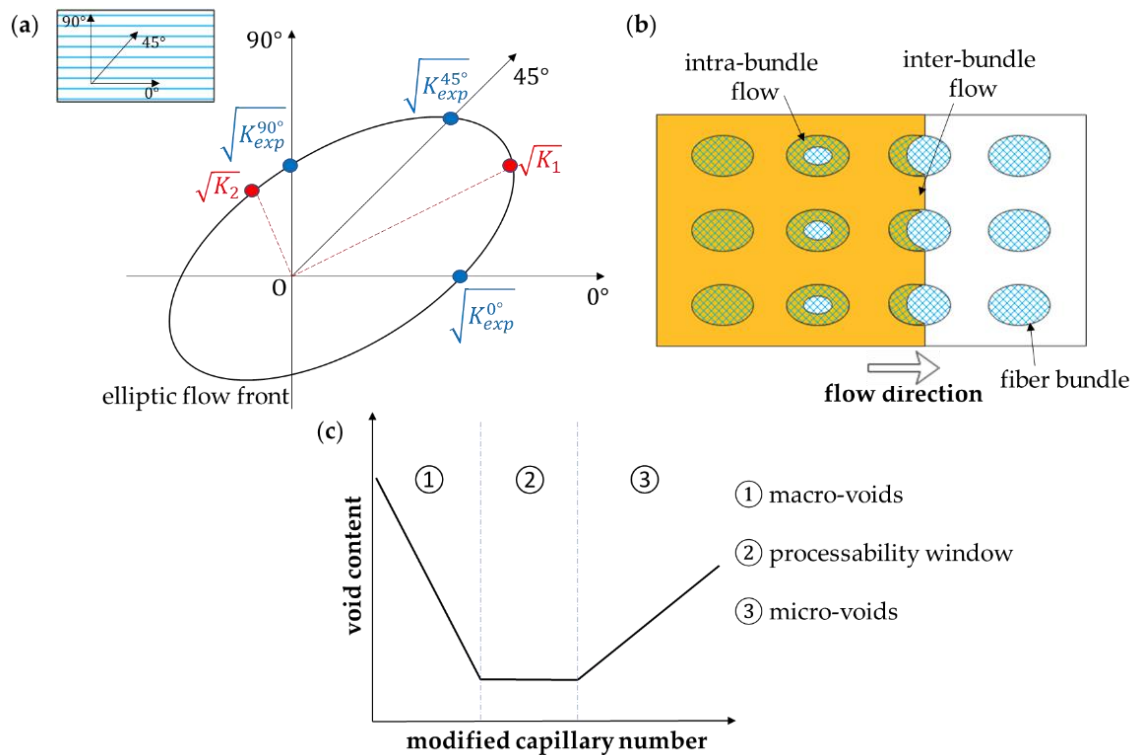 (a)
90°
45°
0°
90°
45°
√K_exp^45°
√K_exp^90°
√K_1
√K_2
O
0°
√K_exp^0°
elliptic flow front
(b)
intra-bundle
flow
inter-bundle
flow
fiber bundle
flow direction
(c)
void content
① ② ③
① macro-voids
② processability window
③ micro-voids
modified capillary number